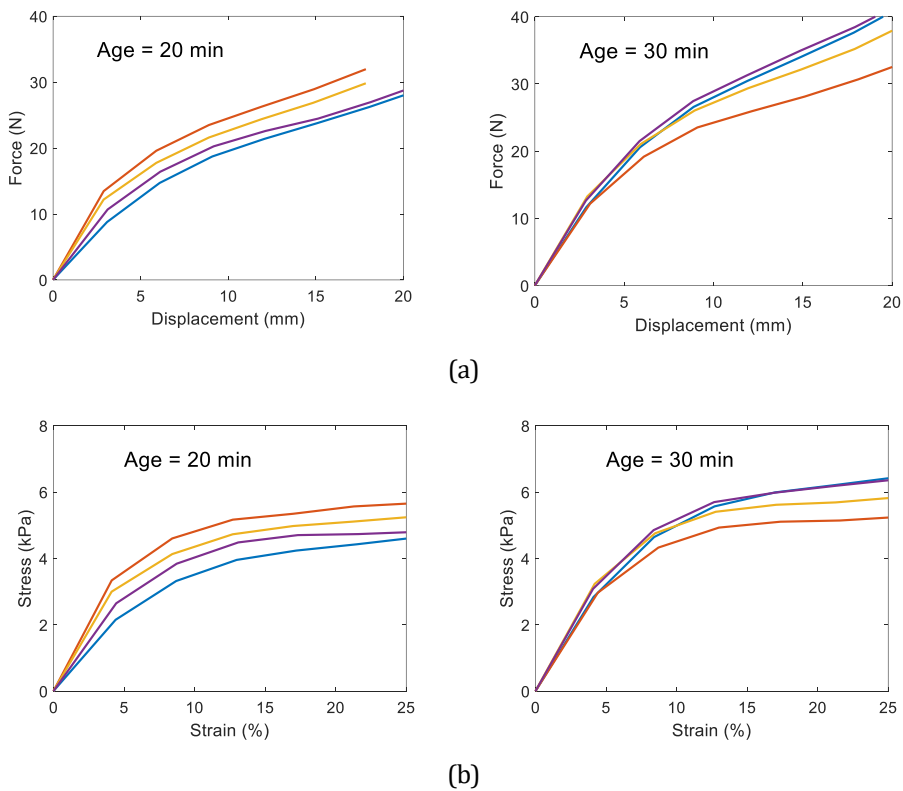 Age = 20 min
Force (N)
40
30
20
10
0
0 5 10 15 20
Displacement (mm)
Age = 30 min
Force (N)
40
30
20
10
0
0 5 10 15 20
Displacement (mm)
(a)
Age = 20 min
Stress (kPa)
8
6
4
2
0
0 5 10 15 20 25
Strain (%)
Age = 30 min
Stress (kPa)
8
6
4
2
0
0 5 10 15 20 25
Strain (%)
(b)